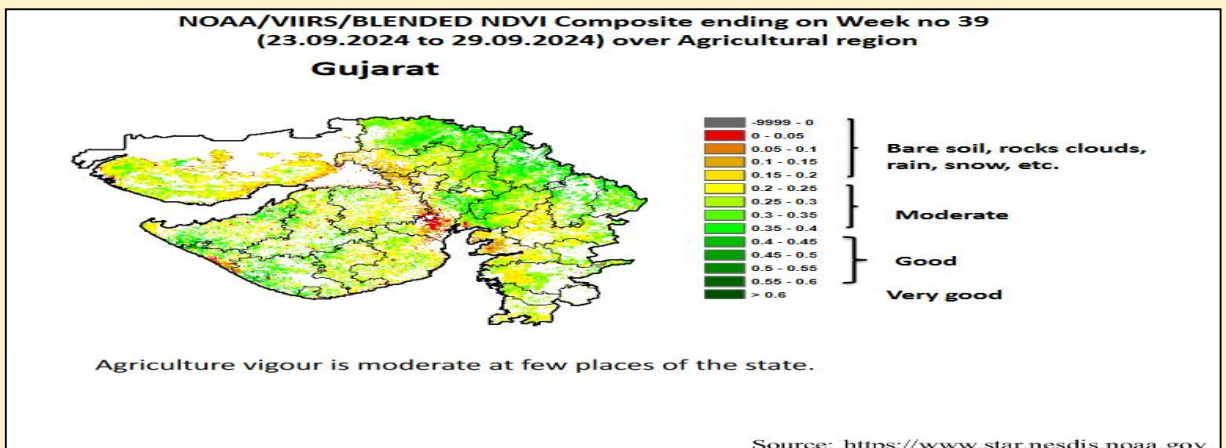 NOAA/VIIRS/BLENDED NDVI Composite ending on Week no 39
(23.09.2024 to 29.09.2024) over Agricultural region
Gujarat
-9999 - 0
0 - 0.05
0.05 - 0.1
0.1 - 0.15
0.15 - 0.2
0.2 - 0.25
0.25 - 0.3
0.3 - 0.35
0.35 - 0.4
0.4 - 0.45
0.45 - 0.5
0.5 - 0.55
0.55 - 0.6
> 0.6
Bare soil, rocks clouds,
rain, snow, etc.
Moderate
Good
Very good
Agriculture vigour is moderate at few places of the state.
Source: https://www.star.nesdis.noaa.gov